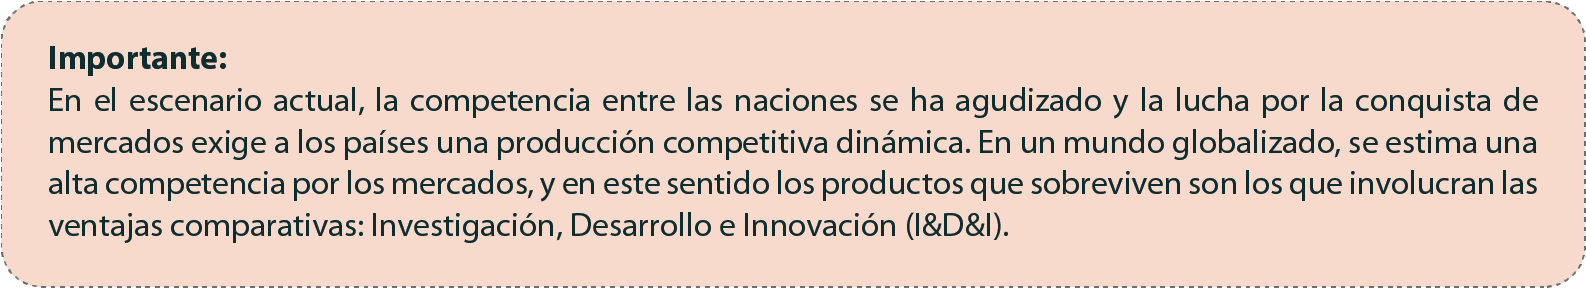 Importante:
En el escenario actual, la competencia entre las naciones se ha agudizado y la lucha por la conquista de
mercados exige a los países una producción competitiva dinámica. En un mundo globalizado, se estima una
alta competencia por los mercados, y en este sentido los productos que sobreviven son los que involucran las
ventajas comparativas: Investigación, Desarrollo e Innovación (I&D&I).